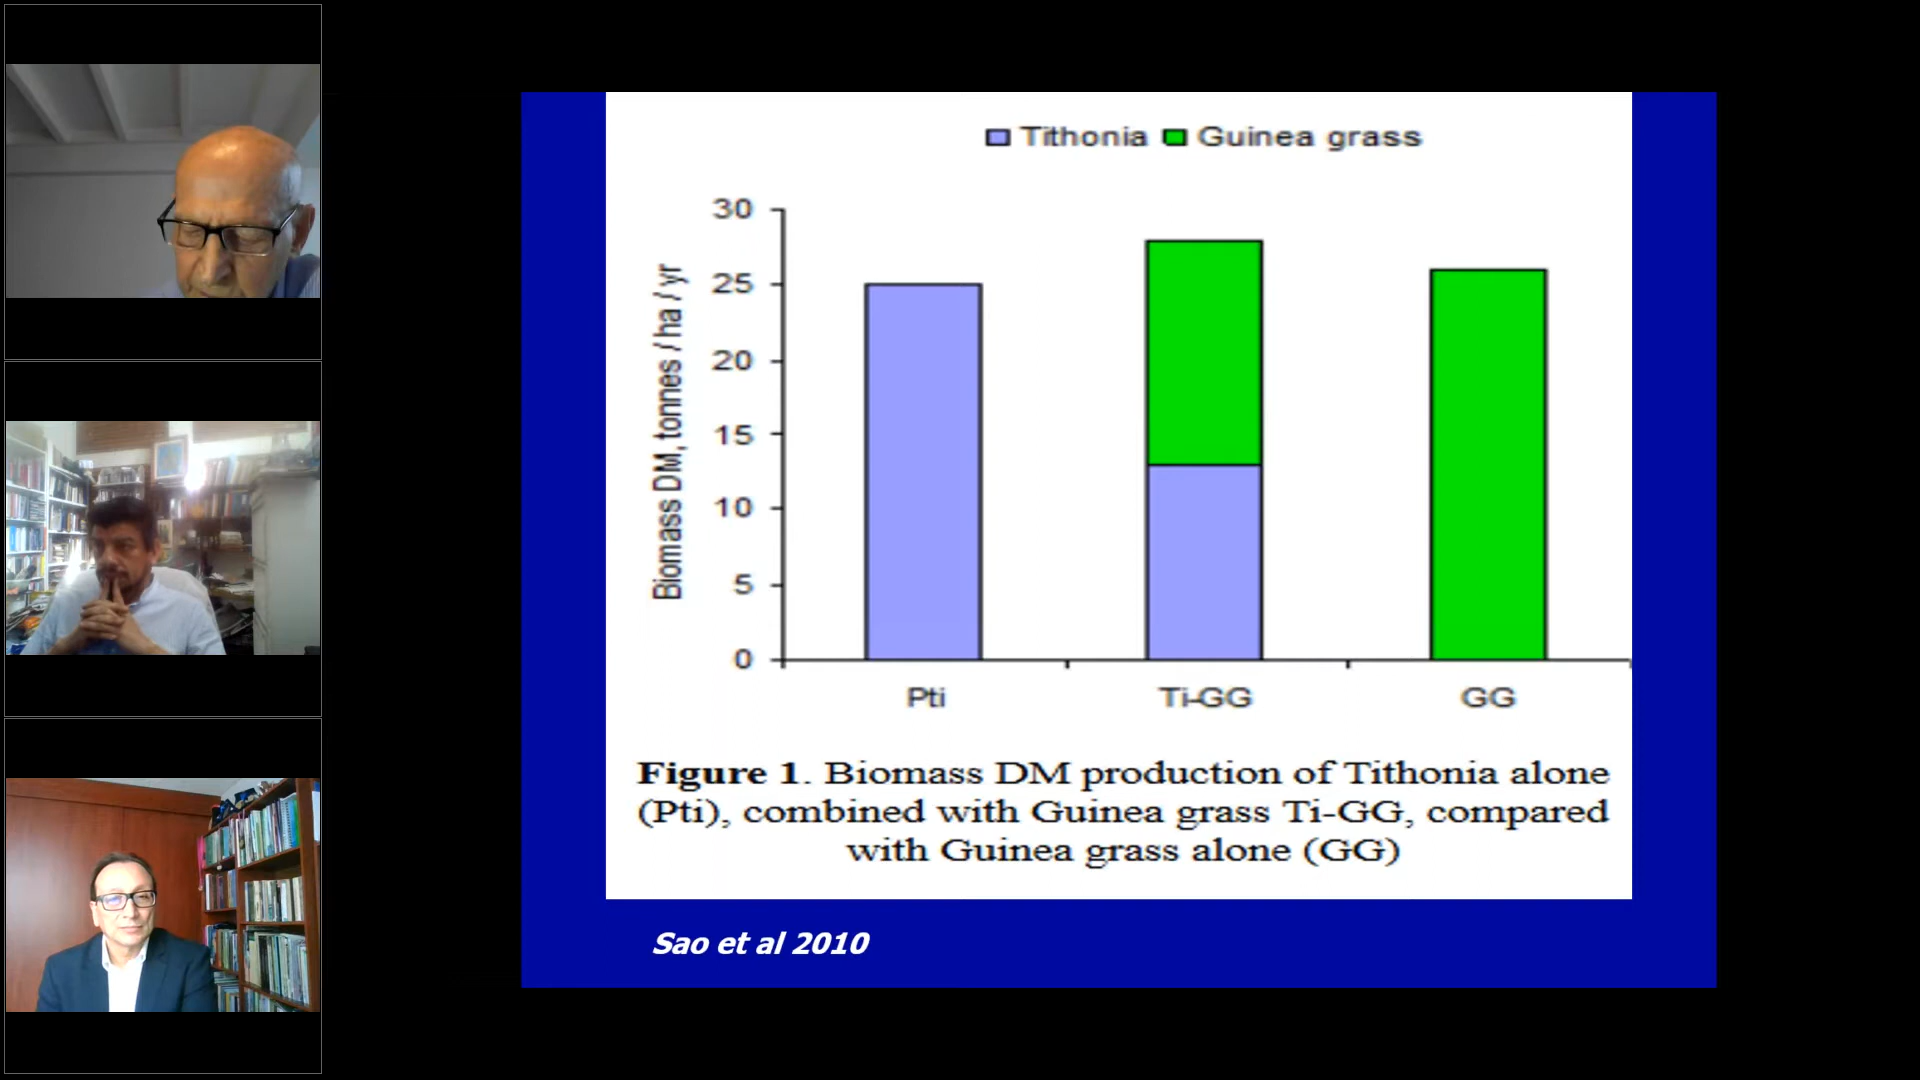 Tithonia Guinea grass
30
25
20
15
10
5
0
Biomass DM, tonnes / ha / yr
Pti Ti-GG GG
Figure 1. Biomass DM production of Tithonia alone
(Pti), combined with Guinea grass Ti-GG, compared
with Guinea grass alone (GG)
Sao et al 2010